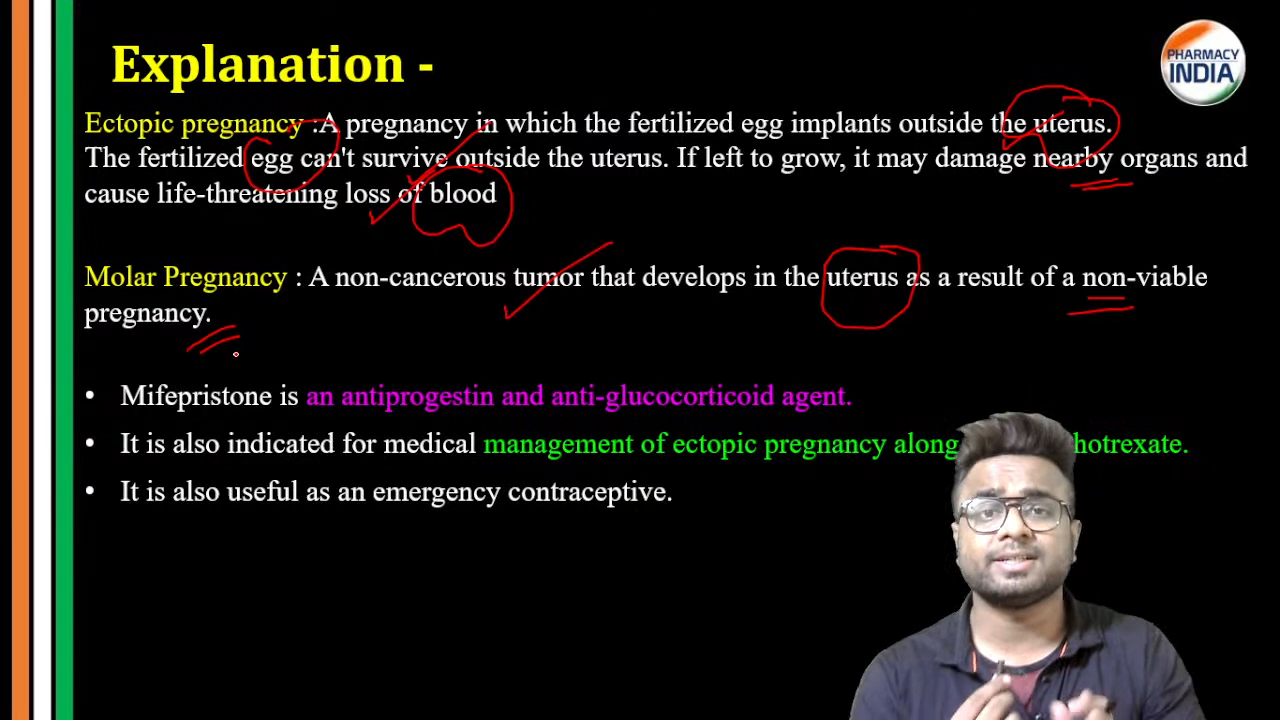 Explanation -
PHARMACY
INDIA
Ectopic pregnancy :A pregnancy in which the fertilized egg implants outside the uterus.
The fertilized egg can't survive outside the uterus. If left to grow, it may damage nearby organs and
cause life-threatening loss of blood
Molar Pregnancy : A non-cancerous tumor that develops in the uterus as a result of a non-viable
pregnancy.
• Mifepristone is an antiprogestin and anti-glucocorticoid agent.
• It is also indicated for medical management of ectopic pregnancy along hotrexate.
• It is also useful as an emergency contraceptive.